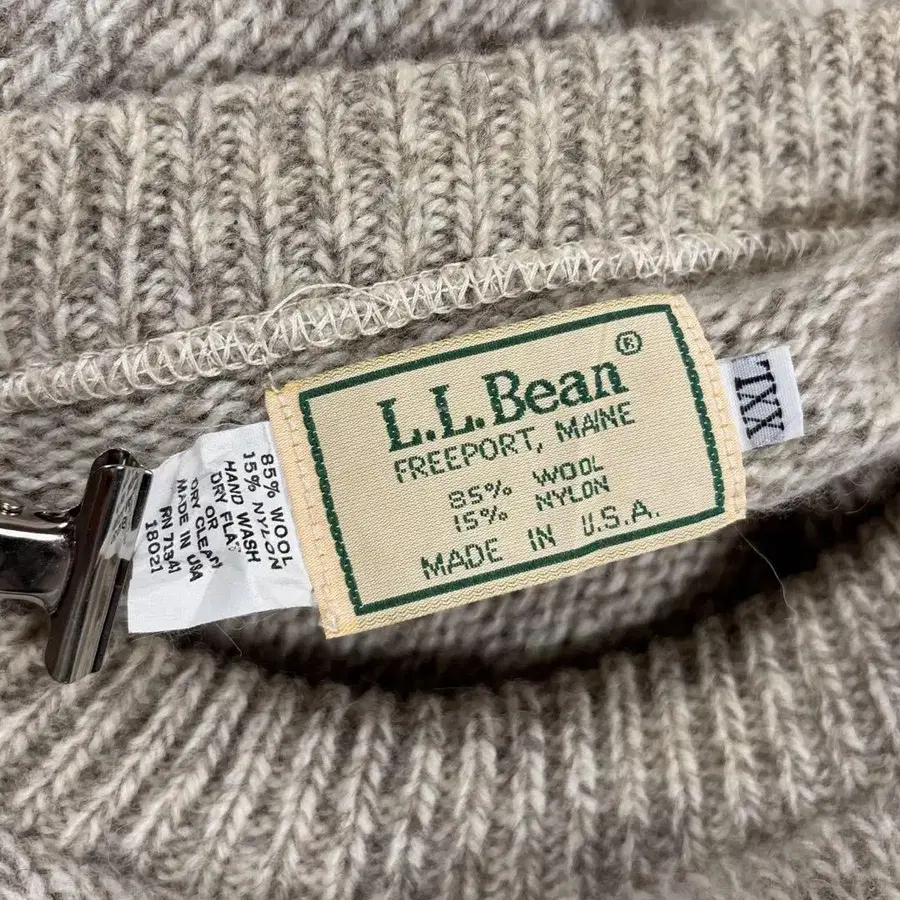 85% WOOL
15% NYLON
HAND WASH
DRY FLAT
OR
DRY CLEAN
MADE IN USA
RN 71341
18021
L.L.Bean®
FREEPORT, MAINE
85% WOOL
15% NYLON
MADE IN U.S.A.
XXL